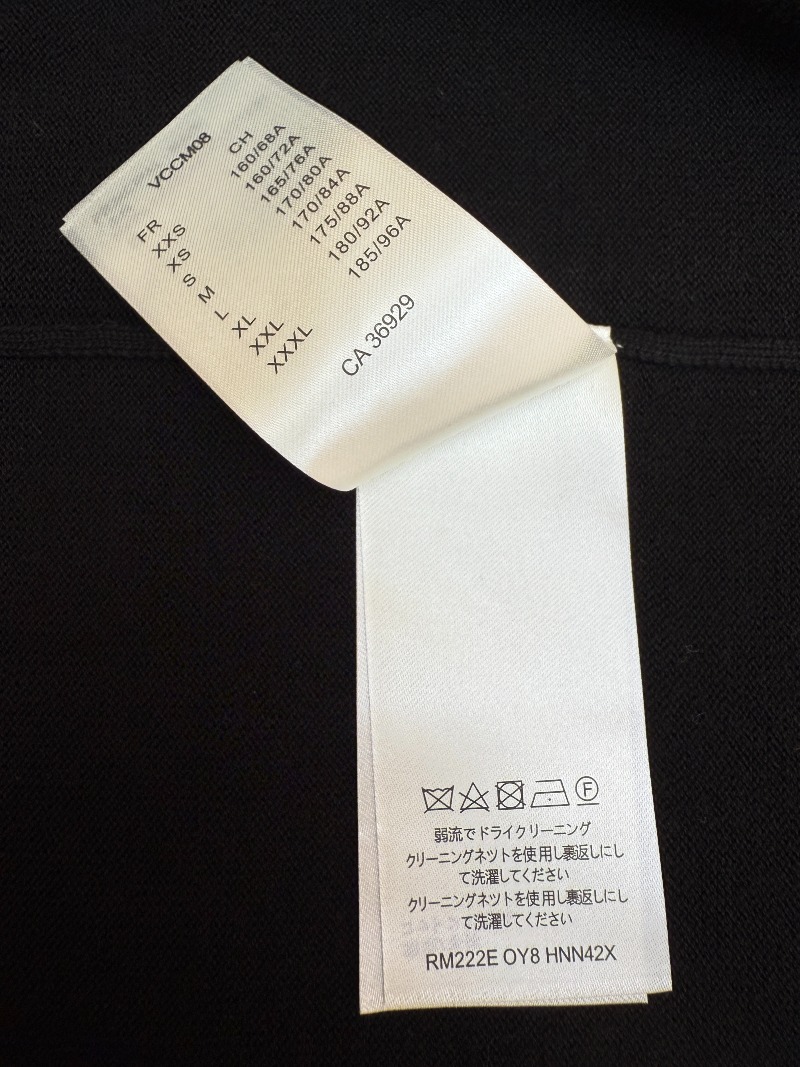 VCCM08
FR CH
XXS 160/68A
XS 160/72A
S 165/76A
M 170/80A
L 170/84A
XL 175/88A
XXL 180/92A
XXXL 185/96A
CA 36929
F
弱流でドライクリーニング
クリーニングネットを使用し裏返しにし
て洗濯してください
クリーニングネットを使用し裏返しにし
て洗濯してください
RM222E OY8 HNN42X